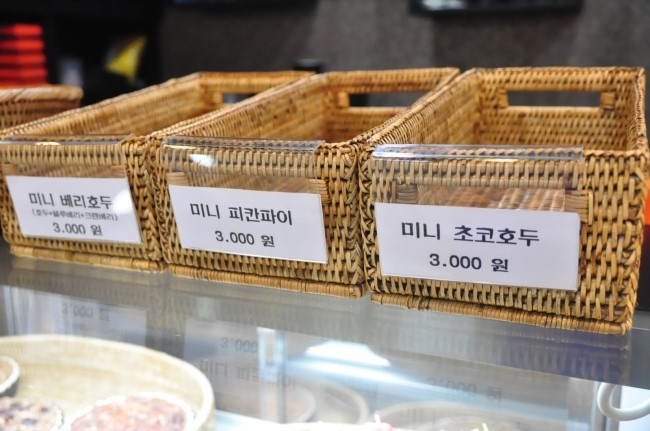 미니 베리호두
(호두+블루베리+크랜베리)
3.000 원
미니 피칸파이
3.000 원
미니 초코호두
3.000 원